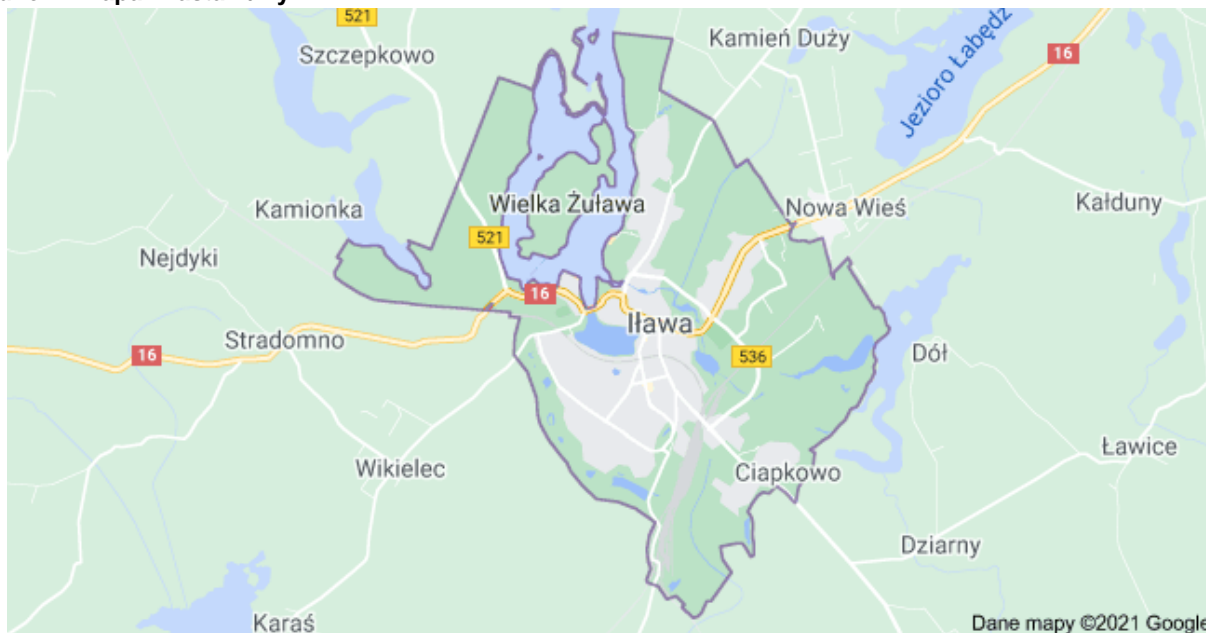 521
Szczepkowo
Kamień Duży
16
Jezioro Łabędź
Kamionka
Wielka Żuława
Nowa Wieś
Kałduny
521
Nejdyki
16
Iława
Stradomno
16
536
Dół
Wikielec
Ciapkowo
Ławice
Dziarny
Karaś
Dane mapy ©2021 Google